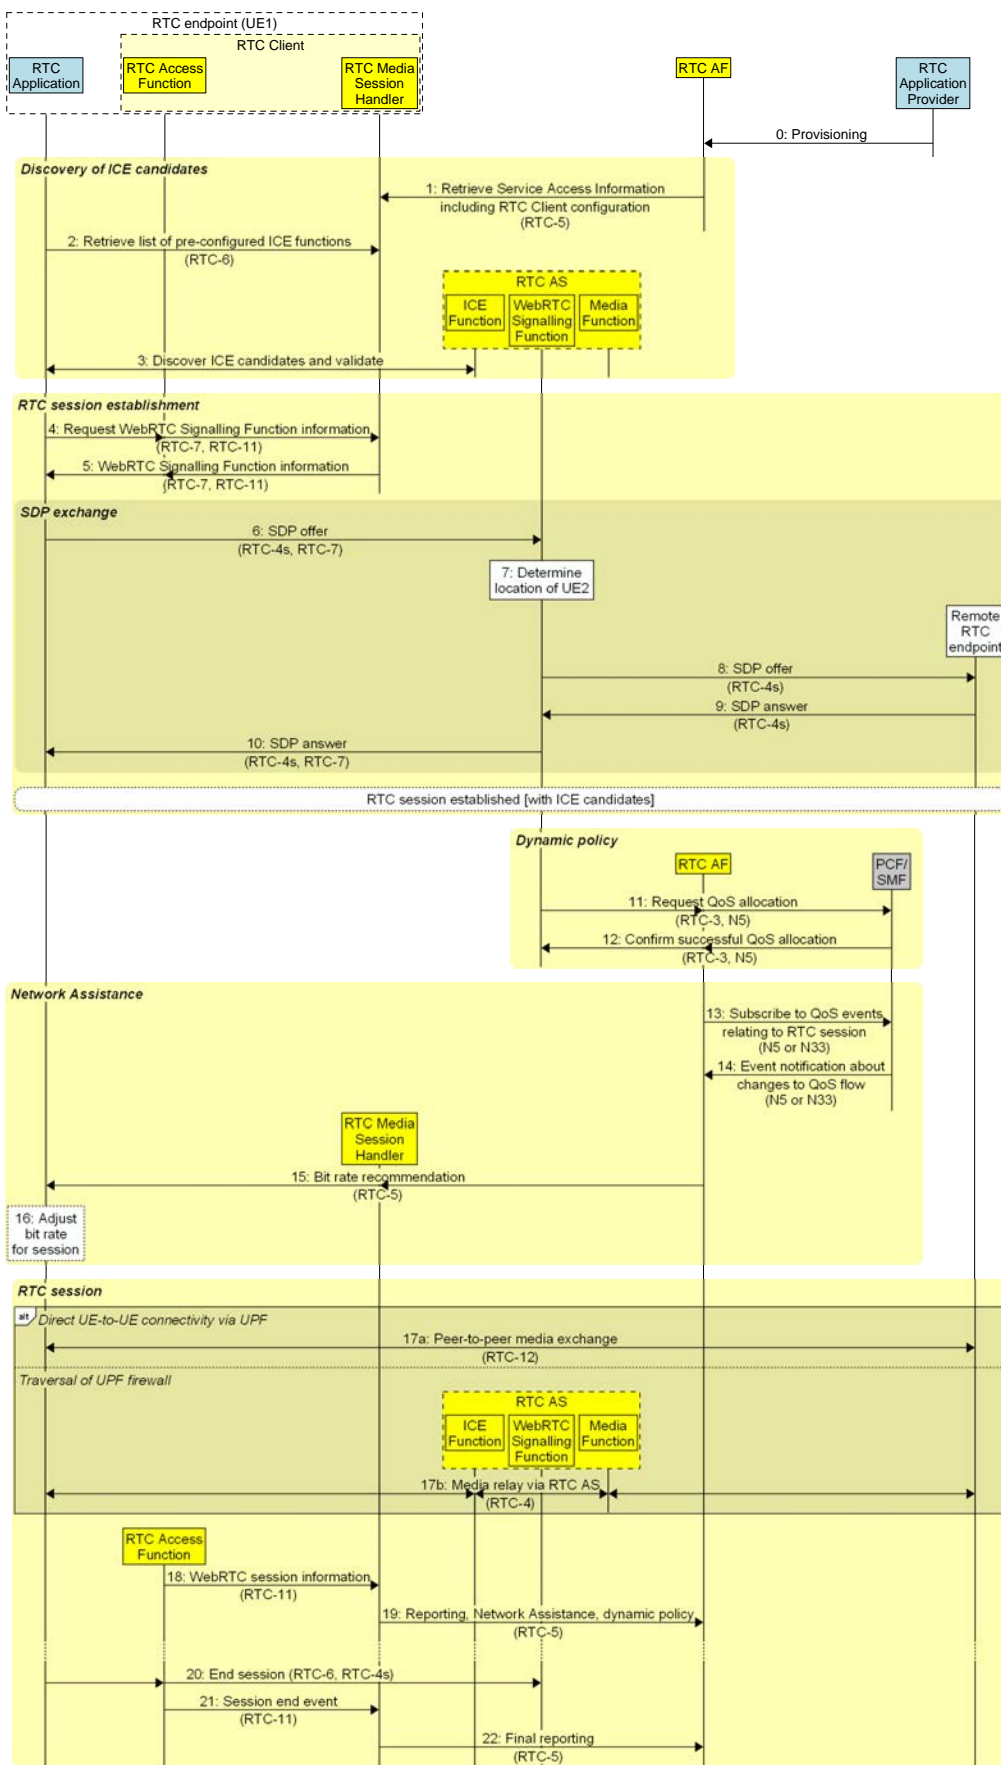 RTC endpoint (UE1)
RTC Client
RTC
Application
RTC Access
Function
RTC Media
Session
Handler
RTC AF
RTC
Application
Provider
0: Provisioning
Discovery of ICE candidates
1: Retrieve Service Access Information
including RTC Client configuration
(RTC-5)
2: Retrieve list of pre-configured ICE functions
(RTC-6)
RTC AS
ICE
Function
WebRTC
Signalling
Function
Media
Function
3: Discover ICE candidates and validate
RTC session establishment
4: Request WebRTC Signalling Function information
(RTC-7, RTC-11)
5: WebRTC Signalling Function information
(RTC-7, RTC-11)
SDP exchange
6: SDP offer
(RTC-4s, RTC-7)
7: Determine
location of UE2
Remote
RTC
endpoint
8: SDP offer
(RTC-4s)
9: SDP answer
(RTC-4s)
10: SDP answer
(RTC-4s, RTC-7)
RTC session established [with ICE candidates]
Dynamic policy
RTC AF
PCF/
SMF
11: Request QoS allocation
(RTC-3, N5)
12: Confirm successful QoS allocation
(RTC-3, N5)
Network Assistance
13: Subscribe to QoS events
relating to RTC session
(N5 or N33)
14: Event notification about
changes to QoS flow
(N5 or N33)
RTC Media
Session
Handler
15: Bit rate recommendation
(RTC-5)
16: Adjust
bit rate
for session
RTC session
alt
Direct UE-to-UE connectivity via UPF
17a: Peer-to-peer media exchange
(RTC-12)
Traversal of UPF firewall
RTC AS
ICE
Function
WebRTC
Signalling
Function
Media
Function
17b: Media relay via RTC AS
(RTC-4)
RTC Access
Function
18: WebRTC session information
(RTC-11)
19: Reporting, Network Assistance, dynamic policy
(RTC-5)
20: End session (RTC-6, RTC-4s)
21: Session end event
(RTC-11)
22: Final reporting
(RTC-5)